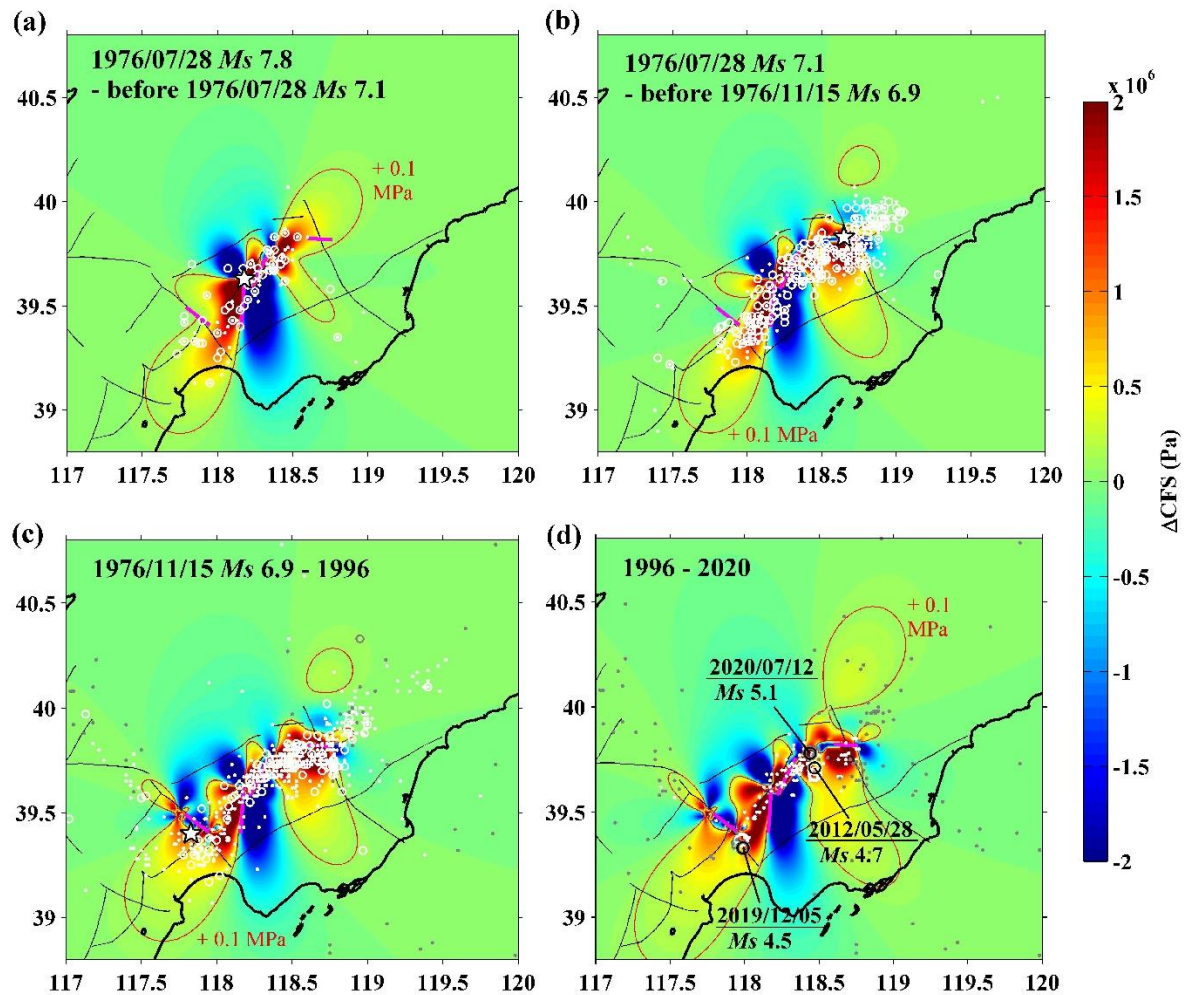 (a)
1976/07/28 Ms 7.8
- before 1976/07/28 Ms 7.1
+ 0.1
MPa
40.5
40
39.5
39
117 117.5 118 118.5 119 119.5 120
(b)
1976/07/28 Ms 7.1
- before 1976/11/15 Ms 6.9
+ 0.1 MPa
40.5
40
39.5
39
117 117.5 118 118.5 119 119.5 120
x 10^6
2
1.5
1
0.5
0
-0.5
-1
-1.5
-2
ΔCFS (Pa)
(c)
1976/11/15 Ms 6.9 - 1996
+ 0.1 MPa
40.5
40
39.5
39
117 117.5 118 118.5 119 119.5 120
(d)
1996 - 2020
+ 0.1
MPa
2020/07/12
Ms 5.1
2012/05/28
Ms 4.7
2019/12/05
Ms 4.5
40.5
40
39.5
39
117 117.5 118 118.5 119 119.5 120